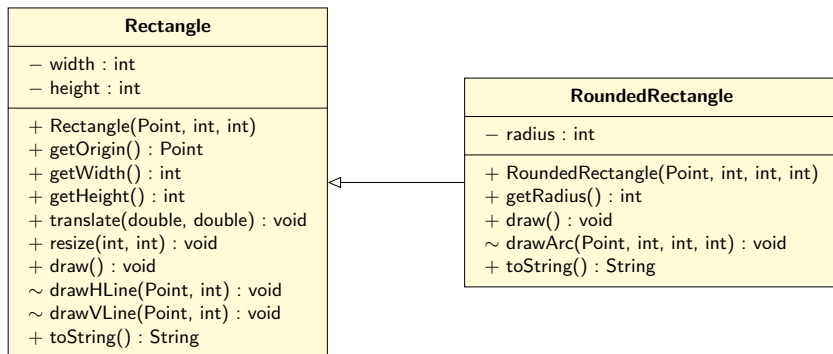 Rectangle
− width : int
− height : int
+ Rectangle(Point, int, int)
+ getOrigin() : Point
+ getWidth() : int
+ getHeight() : int
+ translate(double, double) : void
+ resize(int, int) : void
+ draw() : void
∼ drawHLine(Point, int) : void
∼ drawVLine(Point, int) : void
+ toString() : String
RoundedRectangle
− radius : int
+ RoundedRectangle(Point, int, int, int)
+ getRadius() : int
+ draw() : void
∼ drawArc(Point, int, int, int) : void
+ toString() : String